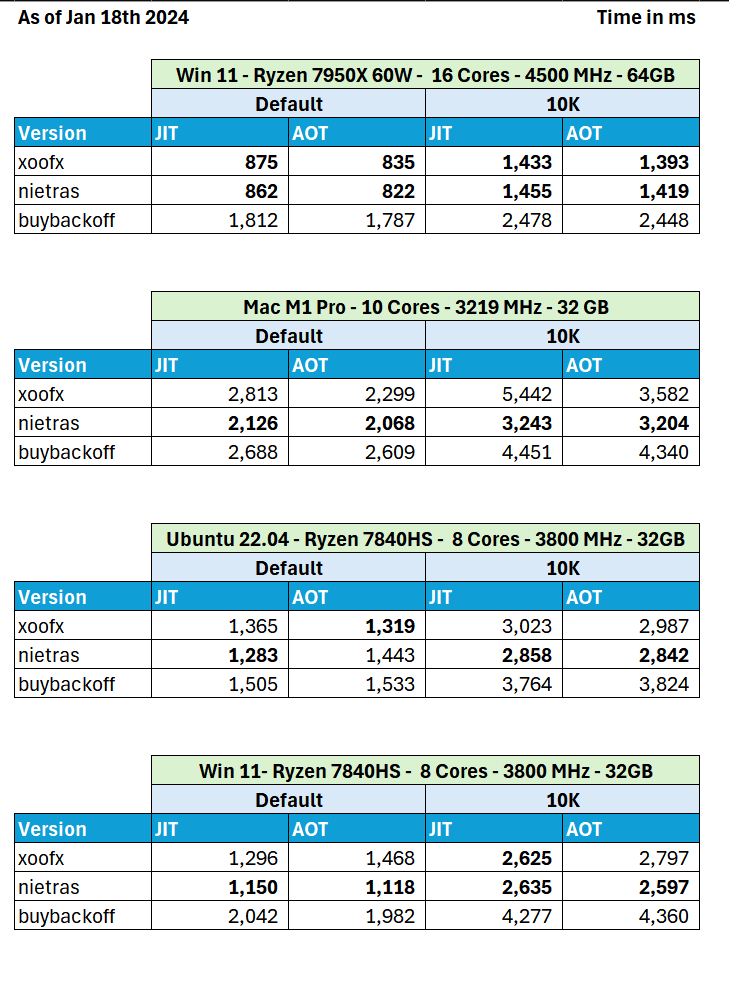 As of Jan 18th 2024 Time in ms
Win 11 - Ryzen 7950X 60W - 16 Cores - 4500 MHz - 64GB
Default 10K
Version JIT AOT JIT AOT
xoofx 875 835 1,433 1,393
nietras 862 822 1,455 1,419
buybackoff 1,812 1,787 2,478 2,448
Mac M1 Pro - 10 Cores - 3219 MHz - 32 GB
Default 10K
Version JIT AOT JIT AOT
xoofx 2,813 2,299 5,442 3,582
nietras 2,126 2,068 3,243 3,204
buybackoff 2,688 2,609 4,451 4,340
Ubuntu 22.04 - Ryzen 7840HS - 8 Cores - 3800 MHz - 32GB
Default 10K
Version JIT AOT JIT AOT
xoofx 1,365 1,319 3,023 2,987
nietras 1,283 1,443 2,858 2,842
buybackoff 1,505 1,533 3,764 3,824
Win 11- Ryzen 7840HS - 8 Cores - 3800 MHz - 32GB
Default 10K
Version JIT AOT JIT AOT
xoofx 1,296 1,468 2,625 2,797
nietras 1,150 1,118 2,635 2,597
buybackoff 2,042 1,982 4,277 4,360